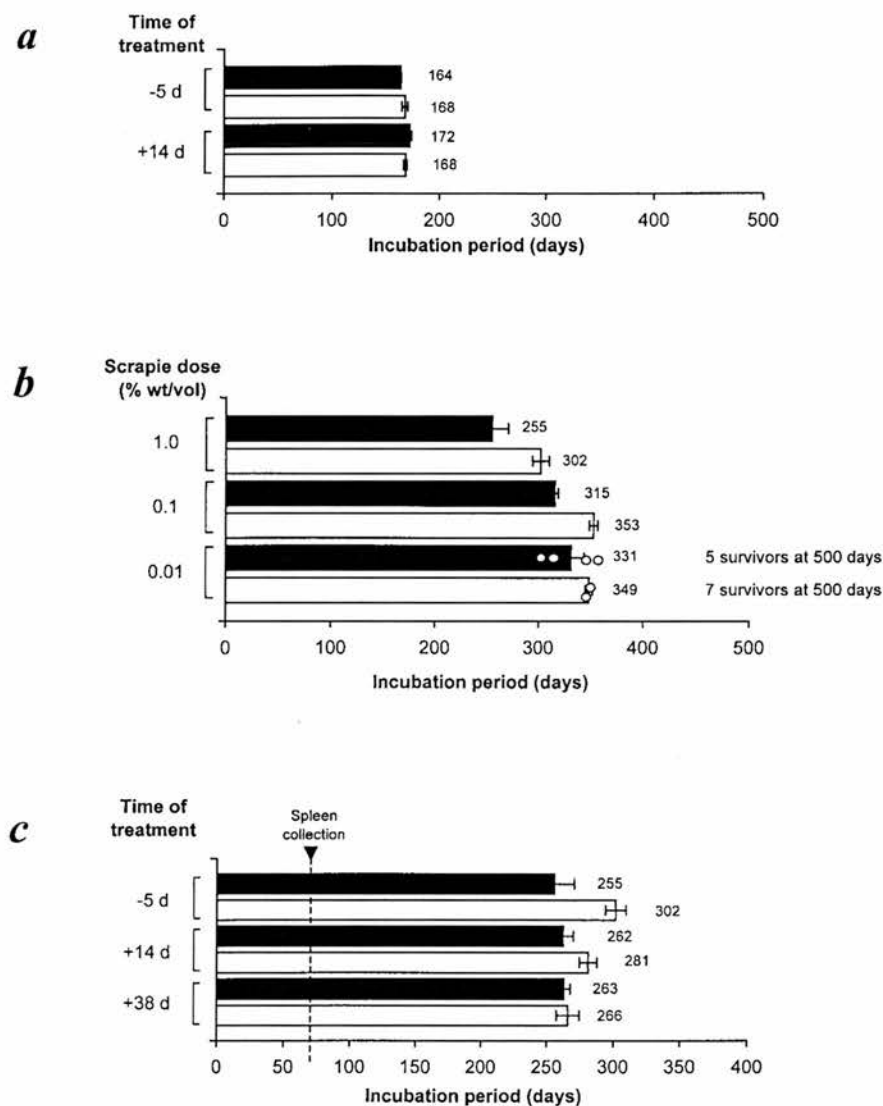 a
Time of
treatment
-5 d
164
168
+14 d
172
168
0 100 200 300 400 500
Incubation period (days)
b
Scrapie dose
(% wt/vol)
1.0
255
302
0.1
315
353
0.01
331 5 survivors at 500 days
349 7 survivors at 500 days
0 100 200 300 400 500
Incubation period (days)
c
Time of
treatment
Spleen
collection
-5 d
255
302
+14 d
262
281
+38 d
263
266
0 50 100 150 200 250 300 350 400
Incubation period (days)